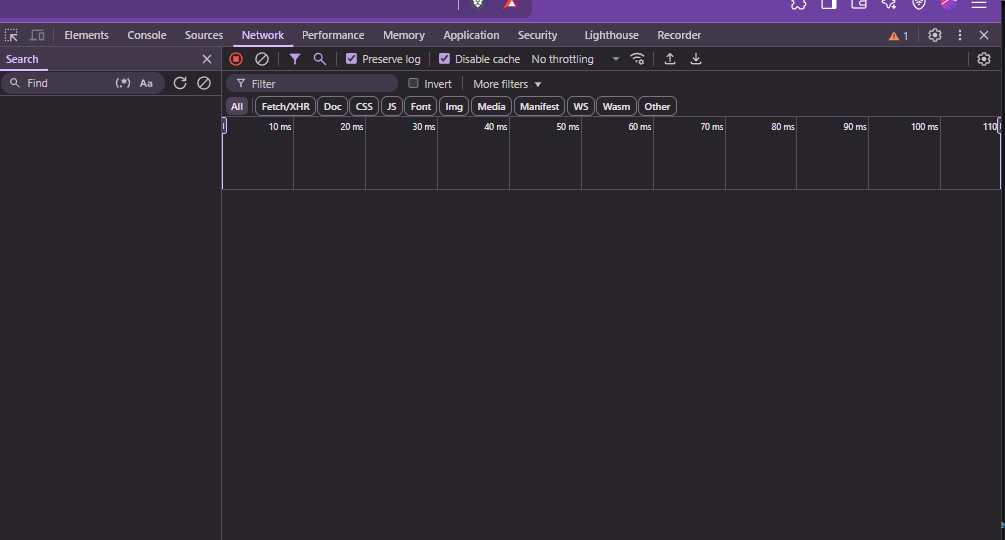 Elements Console Sources Network Performance Memory Application Security Lighthouse Recorder 1
Search
Preserve log Disable cache No throttling
Find (.*) Aa
Filter Invert More filters
All Fetch/XHR Doc CSS JS Font Img Media Manifest WS Wasm Other
10 ms 20 ms 30 ms 40 ms 50 ms 60 ms 70 ms 80 ms 90 ms 100 ms 110